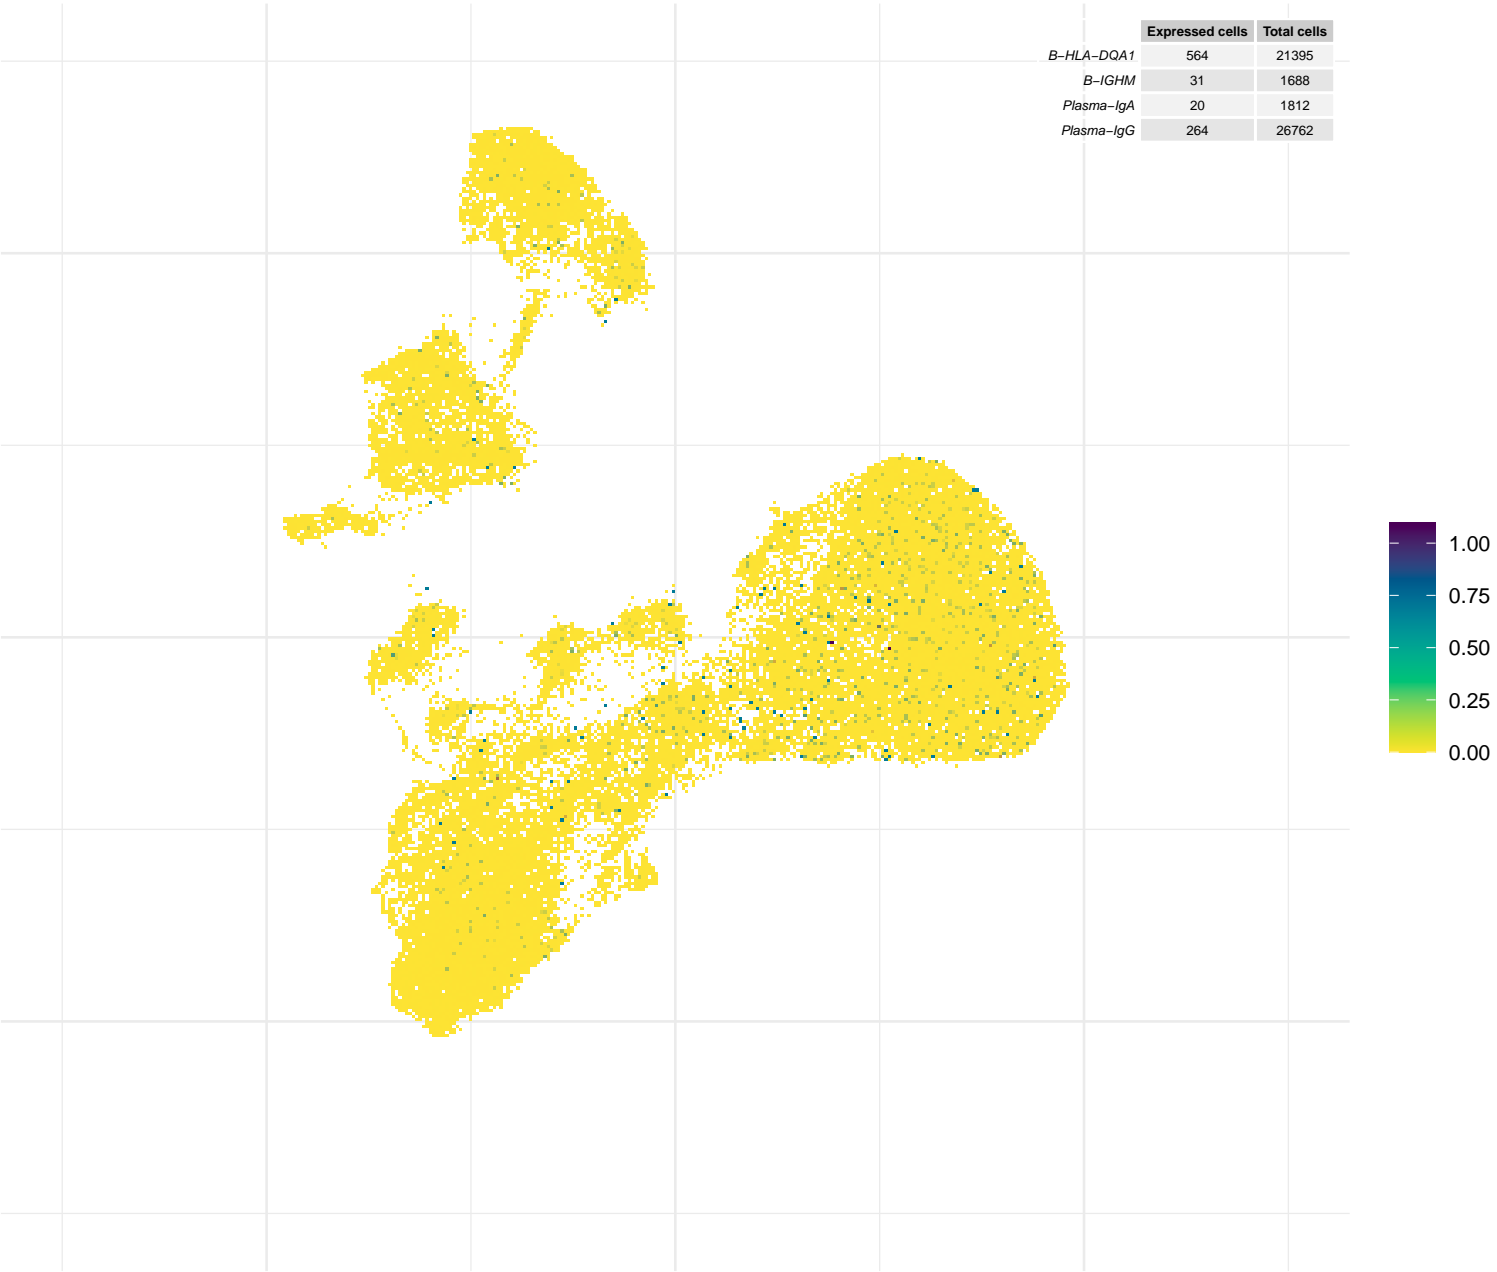 Expressed cells Total cells
B−HLA−DQA1 564 21395
B−IGHM 31 1688
Plasma−IgA 20 1812
Plasma−IgG 264 26762
1.00
0.75
0.50
0.25
0.00